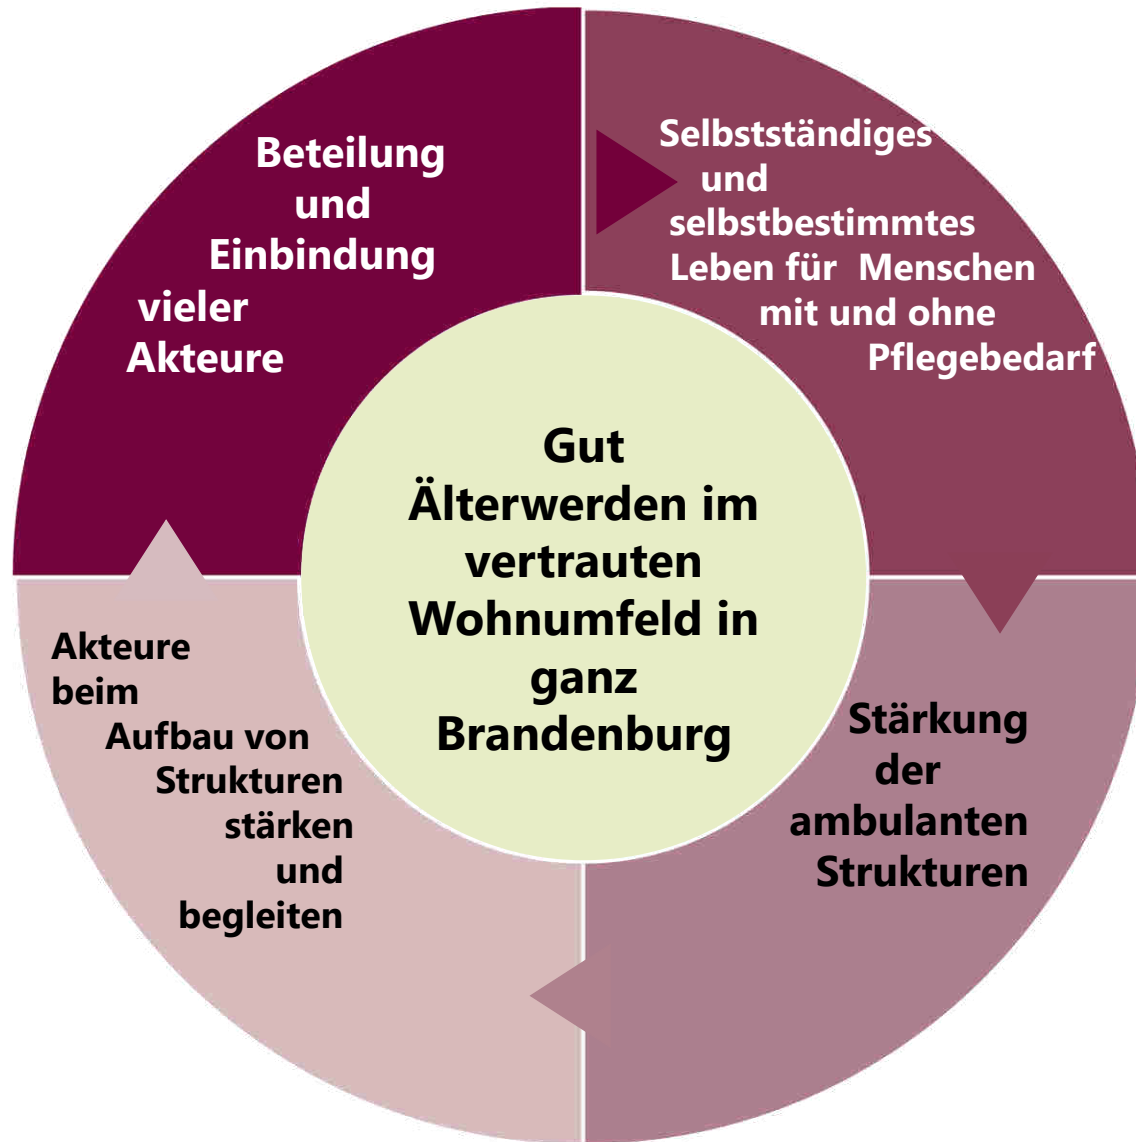 Beteilung
und
Einbindung
vieler
Akteure
Selbstständiges
und
selbstbestimmtes
Leben für Menschen
mit und ohne
Pflegebedarf
Gut
Älterwerden im
vertrauten
Wohnumfeld in
ganz
Brandenburg
Stärkung
der
ambulanten
Strukturen
Akteure
beim
Aufbau von
Strukturen
stärken
und
begleiten